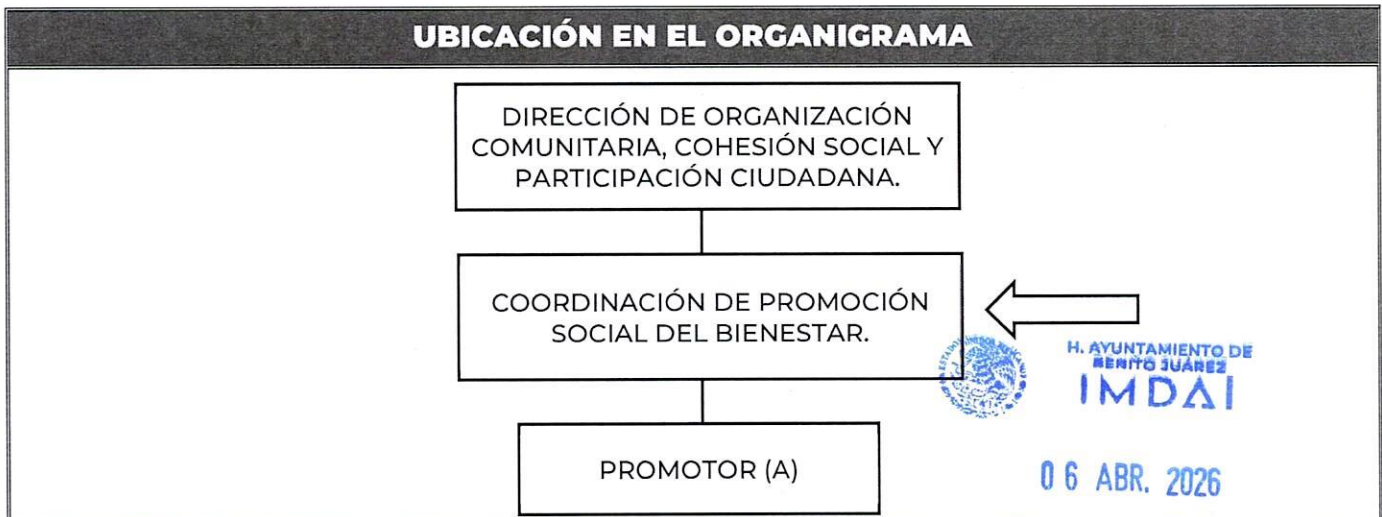 UBICACIÓN EN EL ORGANIGRAMA
DIRECCIÓN DE ORGANIZACIÓN
COMUNITARIA, COHESIÓN SOCIAL Y
PARTICIPACIÓN CIUDADANA.
COORDINACIÓN DE PROMOCIÓN
SOCIAL DEL BIENESTAR.
H. AYUNTAMIENTO DE
BENITO JUÁREZ
IMDAI
PROMOTOR (A)
06 ABR. 2026